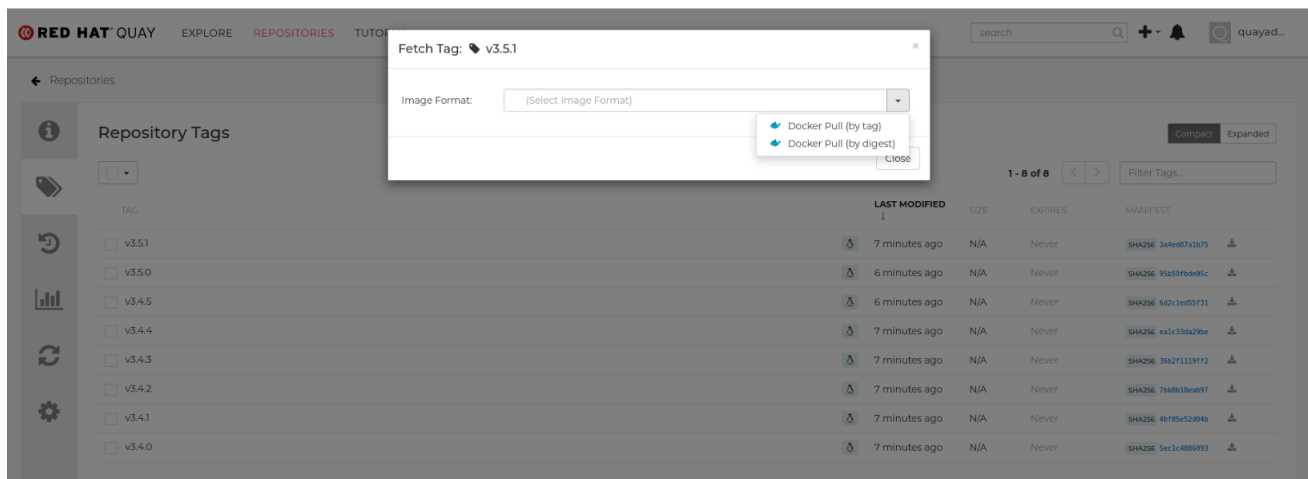 RED HAT QUAY EXPLORE REPOSITORIES TUTOR search quayad...
Fetch Tag: v3.5.1 ×
Repositories
Image Format: (Select Image Format)
Docker Pull (by tag)
Docker Pull (by digest)
Close
Repository Tags Compact Expanded
1 - 8 of 8 < > Filter Tags...
TAG LAST MODIFIED ↓ SIZE EXPIRES MANIFEST
v3.5.1 7 minutes ago N/A Never SHA256 3a4ed07a1b75
v3.5.0 6 minutes ago N/A Never SHA256 95b59fbde05c
v3.4.5 6 minutes ago N/A Never SHA256 6d2c1ed55f31
v3.4.4 7 minutes ago N/A Never SHA256 ea1c33da29be
v3.4.3 7 minutes ago N/A Never SHA256 36b2f1119ff2
v3.4.2 7 minutes ago N/A Never SHA256 7bb8b18eab97
v3.4.1 7 minutes ago N/A Never SHA256 4bf05e52d04b
v3.4.0 7 minutes ago N/A Never SHA256 5ec1c4886093